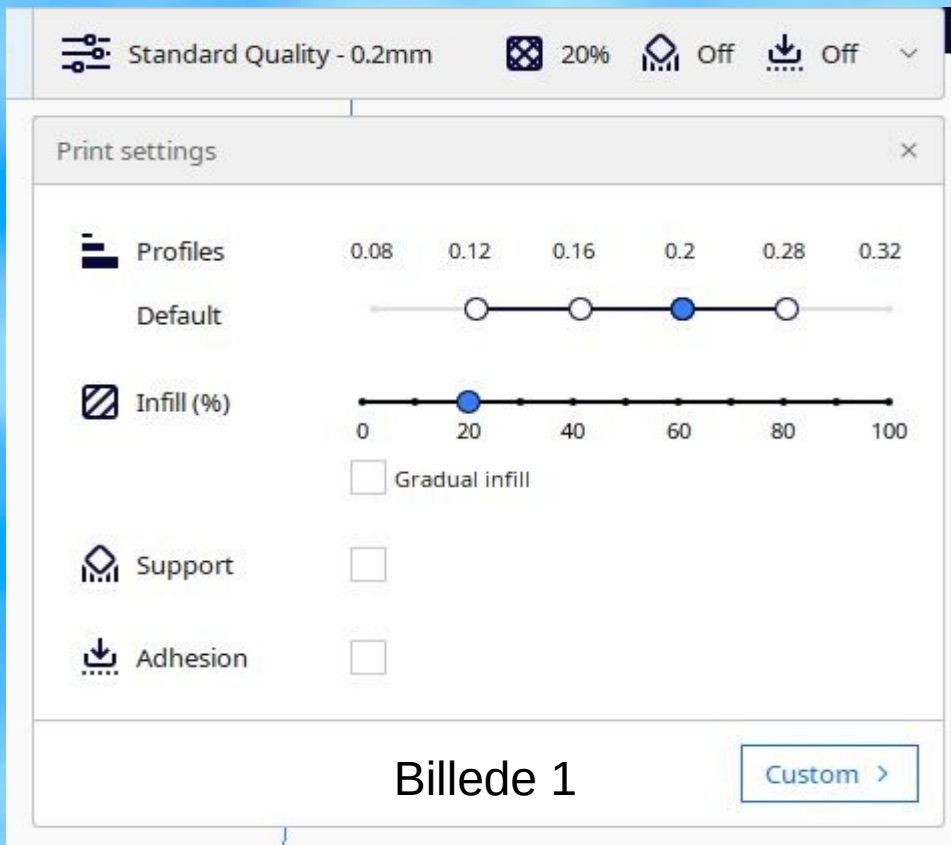 Standard Quality - 0.2mm 20% Off Off
Print settings
Profiles 0.08 0.12 0.16 0.2 0.28 0.32
Default
Infill (%)
0 20 40 60 80 100
Gradual infill
Support
Adhesion
Billede 1
Custom